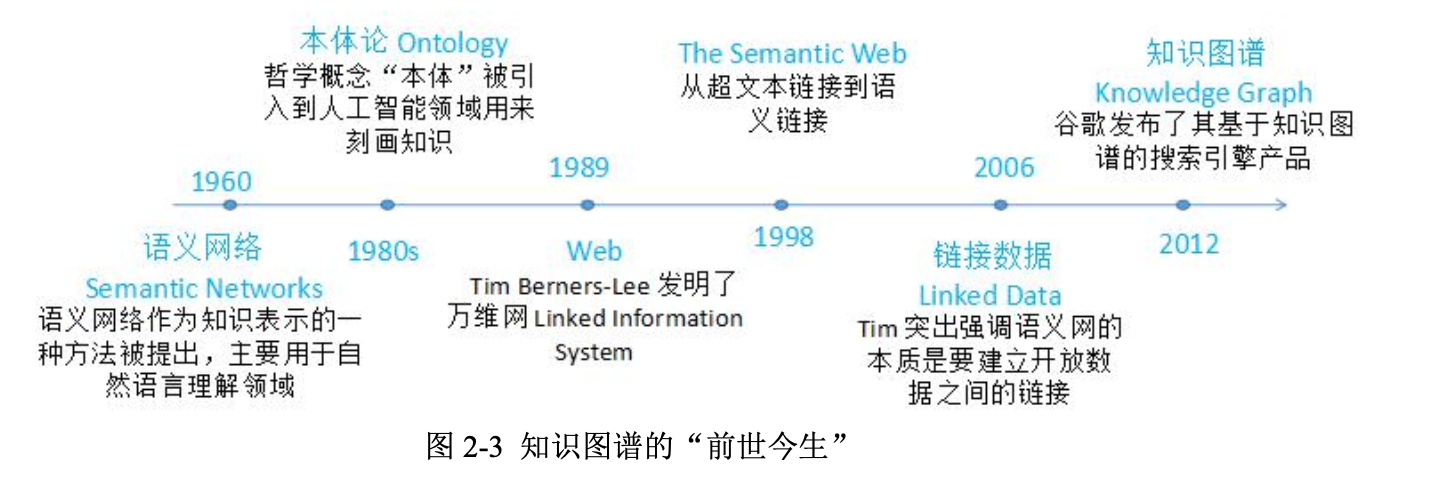 本体论 Ontology
哲学概念“本体”被引
入到人工智能领域用来
刻画知识
The Semantic Web
从超文本链接到语
义链接
知识图谱
Knowledge Graph
谷歌发布了其基于知识图
谱的搜索引擎产品
1960
1989
2006
语义网络
Semantic Networks
语义网络作为知识表示的一
种方法被提出，主要用于自
然语言理解领域
1980s
Web
Tim Berners-Lee 发明了
万维网 Linked Information
System
1998
链接数据
Linked Data
Tim 突出强调语义网的
本质是要建立开放数
据之间的链接
2012
图 2-3 知识图谱的“前世今生”